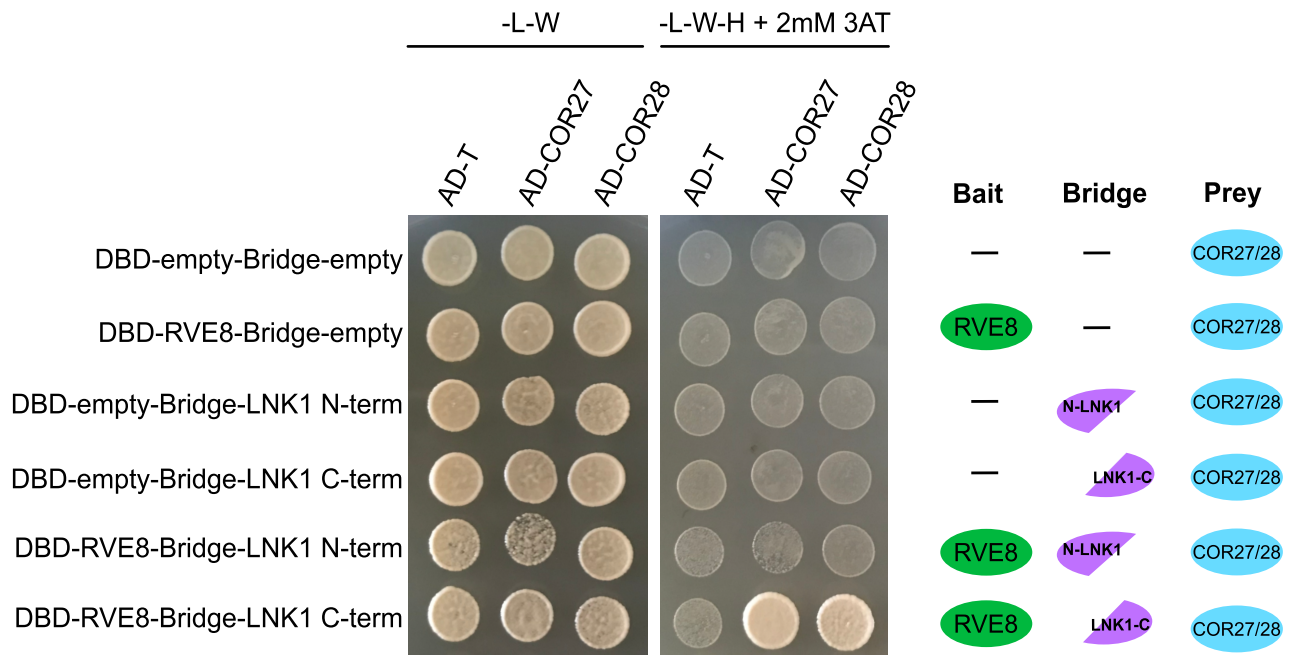 -L-W
-L-W-H + 2mM 3AT
AD-T
AD-COR27
AD-COR28
AD-T
AD-COR27
AD-COR28
Bait
Bridge
Prey
DBD-empty-Bridge-empty
— — COR27/28
DBD-RVE8-Bridge-empty
RVE8 — COR27/28
DBD-empty-Bridge-LNK1 N-term
— N-LNK1 COR27/28
DBD-empty-Bridge-LNK1 C-term
— LNK1-C COR27/28
DBD-RVE8-Bridge-LNK1 N-term
RVE8 N-LNK1 COR27/28
DBD-RVE8-Bridge-LNK1 C-term
RVE8 LNK1-C COR27/28